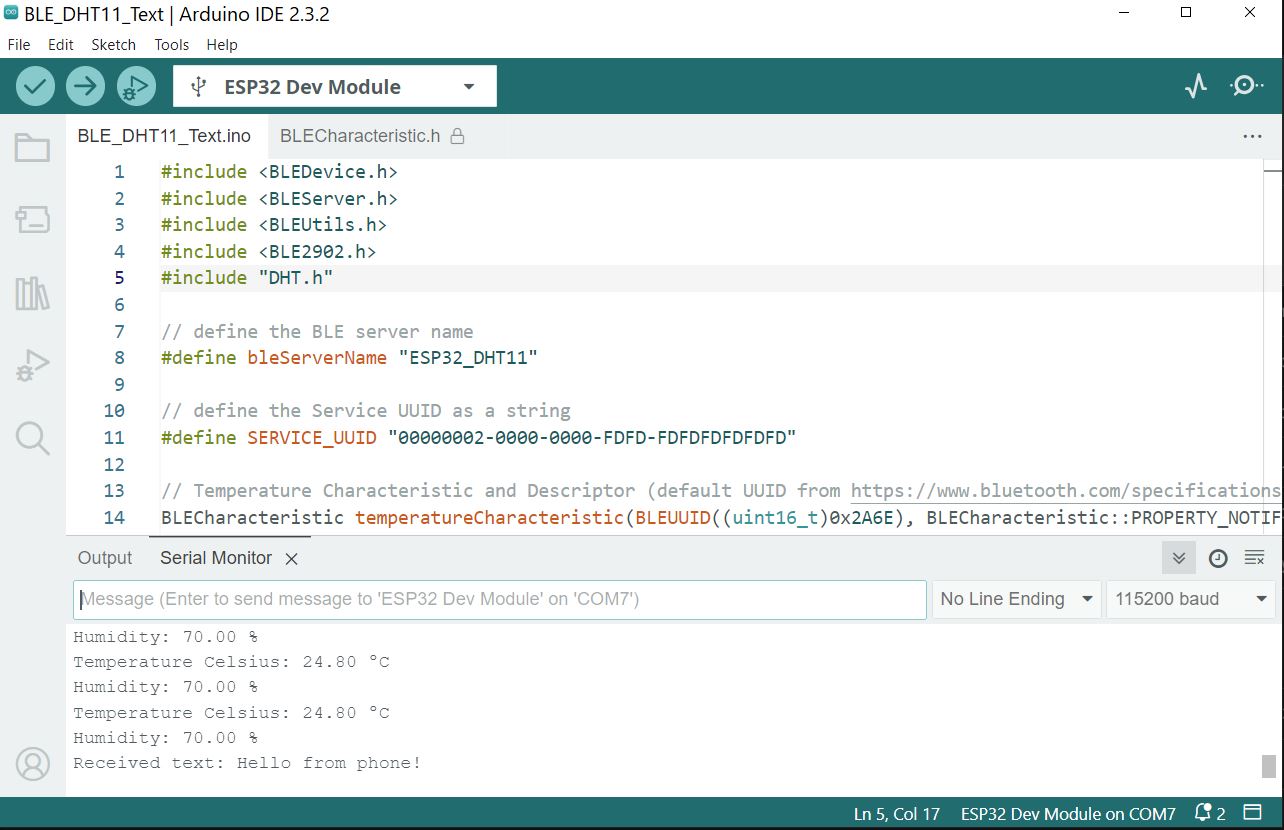 BLE_DHT11_Text | Arduino IDE 2.3.2
File Edit Sketch Tools Help
ESP32 Dev Module
BLE_DHT11_Text.ino BLECharacteristic.h
1 #include <BLEDevice.h>
2 #include <BLEServer.h>
3 #include <BLEUtils.h>
4 #include <BLE2902.h>
5 #include "DHT.h"
6
7 // define the BLE server name
8 #define bleServerName "ESP32_DHT11"
9
10 // define the Service UUID as a string
11 #define SERVICE_UUID "00000002-0000-0000-FDFD-FDFDFDFDFDFD"
12
13 // Temperature Characteristic and Descriptor (default UUID from https://www.bluetooth.com/specifications
14 BLECharacteristic temperatureCharacteristic(BLEUUID((uint16_t)0x2A6E), BLECharacteristic::PROPERTY_NOTIF
Output Serial Monitor
Message (Enter to send message to 'ESP32 Dev Module' on 'COM7') No Line Ending 115200 baud
Humidity: 70.00 %
Temperature Celsius: 24.80 ºC
Humidity: 70.00 %
Temperature Celsius: 24.80 ºC
Humidity: 70.00 %
Received text: Hello from phone!
Ln 5, Col 17 ESP32 Dev Module on COM7 2